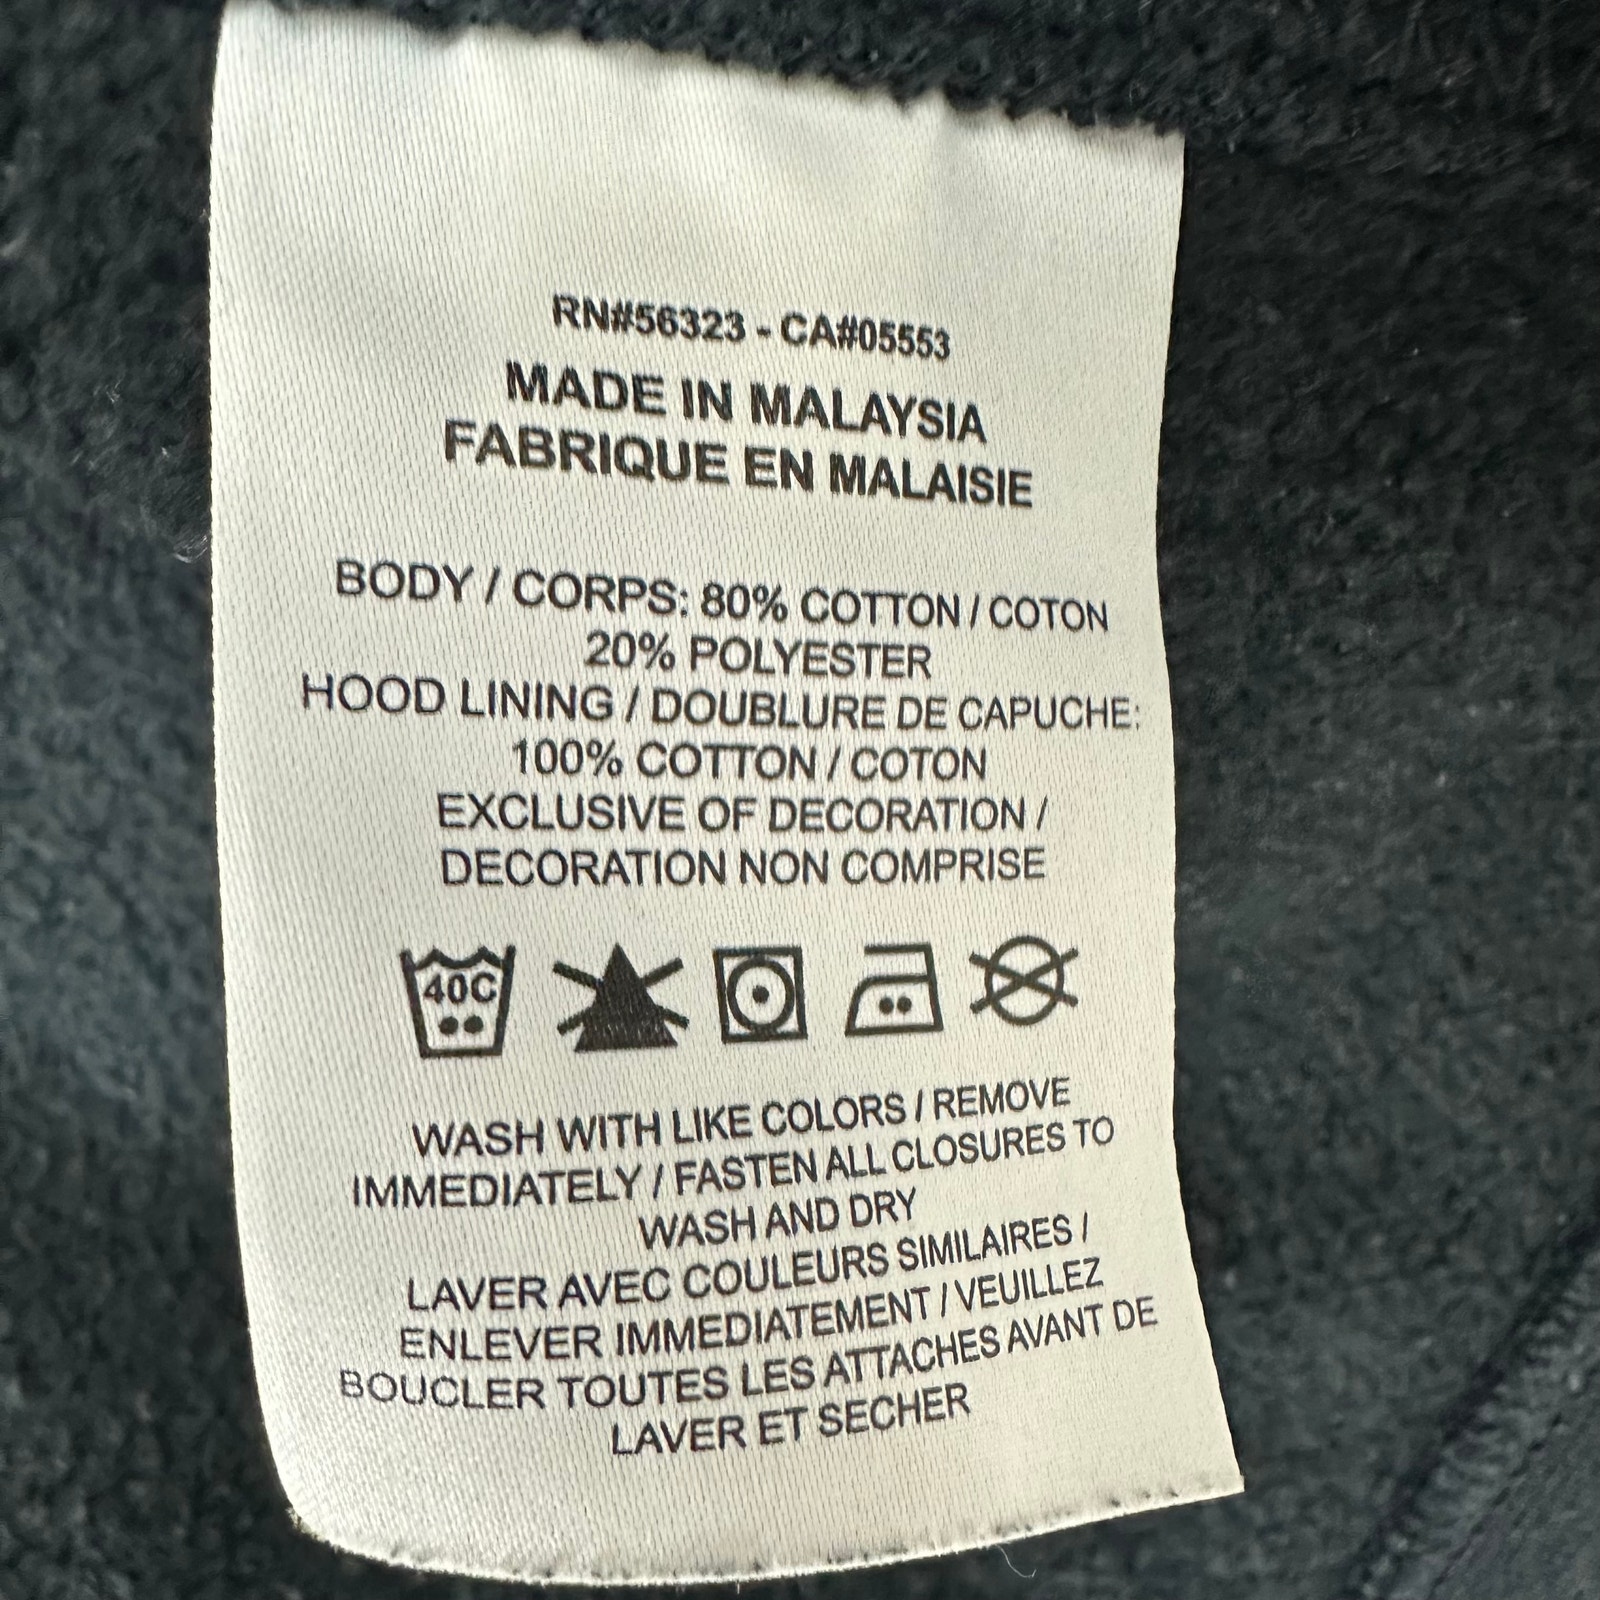 RN#56323 - CA#05553
MADE IN MALAYSIA
FABRIQUE EN MALAISIE
BODY / CORPS: 80% COTTON / COTON
20% POLYESTER
HOOD LINING / DOUBLURE DE CAPUCHE:
100% COTTON / COTON
EXCLUSIVE OF DECORATION /
DECORATION NON COMPRISE
40C
WASH WITH LIKE COLORS / REMOVE
IMMEDIATELY / FASTEN ALL CLOSURES TO
WASH AND DRY
LAVER AVEC COULEURS SIMILAIRES /
ENLEVER IMMEDIATEMENT / VEUILLEZ
BOUCLER TOUTES LES ATTACHES AVANT DE
LAVER ET SECHER